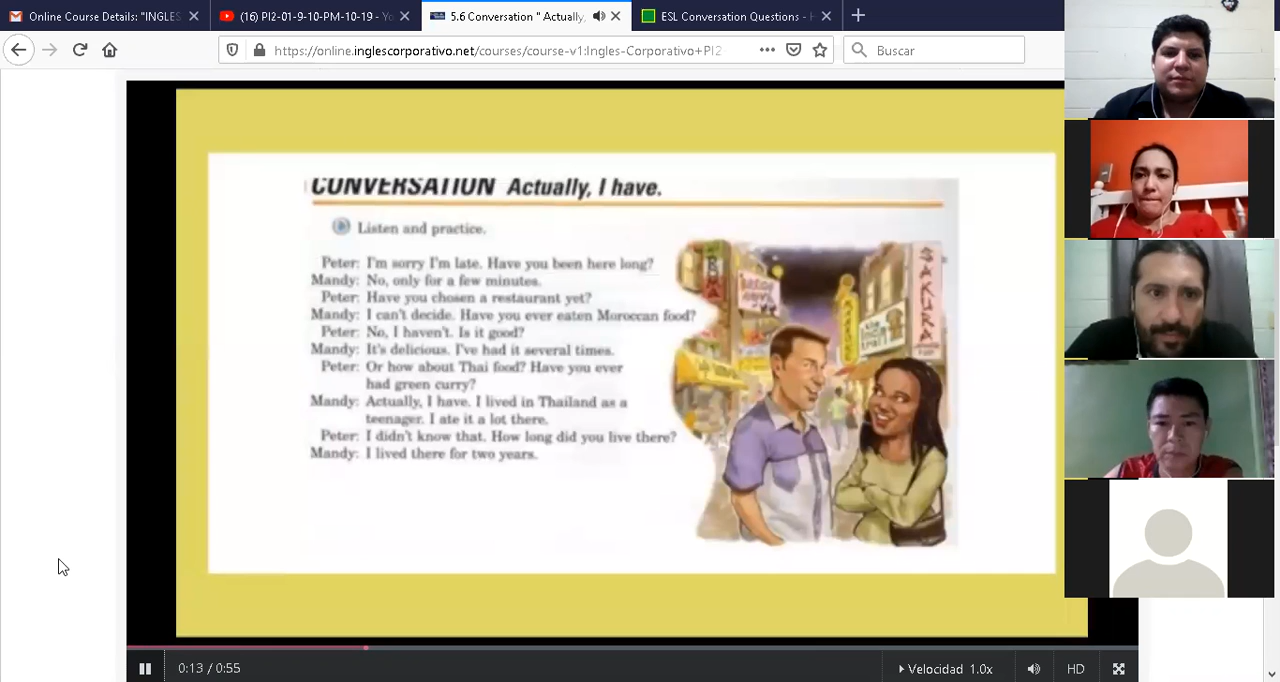 Online Course Details: "INGLES
(16) PI2-01-9-10-PM-10-19 - Yo
5.6 Conversation " Actually,
ESL Conversation Questions - H
https://online.inglescorporativo.net/courses/course-v1:Ingles-Corporativo+PI2
Buscar
CONVERSATION Actually, I have.
Listen and practice.
Peter: I'm sorry I'm late. Have you been here long?
Mandy: No, only for a few minutes.
Peter: Have you chosen a restaurant yet?
Mandy: I can't decide. Have you ever eaten Moroccan food?
Peter: No, I haven't. Is it good?
Mandy: It's delicious. I've had it several times.
Peter: Or how about Thai food? Have you ever
had green curry?
Mandy: Actually, I have. I lived in Thailand as a
teenager. I ate it a lot there.
Peter: I didn't know that. How long did you live there?
Mandy: I lived there for two years.
SAKURA
0:13 / 0:55
Velocidad 1.0x
HD